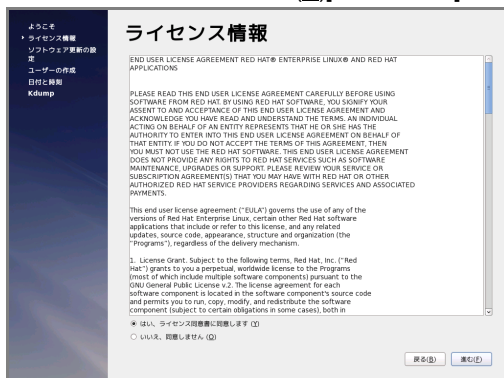 ようこそ
ライセンス情報
ソフトウェア更新の設
定
ユーザーの作成
日付と時刻
Kdump
ライセンス情報
END USER LICENSE AGREEMENT RED HAT® ENTERPRISE LINUX® AND RED HAT
APPLICATIONS
PLEASE READ THIS END USER LICENSE AGREEMENT CAREFULLY BEFORE USING
SOFTWARE FROM RED HAT. BY USING RED HAT SOFTWARE, YOU SIGNIFY YOUR
ASSENT TO AND ACCEPTANCE OF THIS END USER LICENSE AGREEMENT AND
ACKNOWLEDGE YOU HAVE READ AND UNDERSTAND THE TERMS. AN INDIVIDUAL
ACTING ON BEHALF OF AN ENTITY REPRESENTS THAT HE OR SHE HAS THE
AUTHORITY TO ENTER INTO THIS END USER LICENSE AGREEMENT ON BEHALF OF
THAT ENTITY. IF YOU DO NOT ACCEPT THE TERMS OF THIS AGREEMENT, THEN
YOU MUST NOT USE THE RED HAT SOFTWARE. THIS END USER LICENSE AGREEMENT
DOES NOT PROVIDE ANY RIGHTS TO RED HAT SERVICES SUCH AS SOFTWARE
MAINTENANCE, UPGRADES OR SUPPORT. PLEASE REVIEW YOUR SERVICE OR
SUBSCRIPTION AGREEMENT(S) THAT YOU MAY HAVE WITH RED HAT OR OTHER
AUTHORIZED RED HAT SERVICE PROVIDERS REGARDING SERVICES AND ASSOCIATED
PAYMENTS.
This end user license agreement ("EULA") governs the use of any of the
versions of Red Hat Enterprise Linux, certain other Red Hat software
applications that include or refer to this license, and any related
updates, source code, appearance, structure and organization (the
"Programs"), regardless of the delivery mechanism.
1. License Grant. Subject to the following terms, Red Hat, Inc. ("Red
Hat") grants to you a perpetual, worldwide license to the Programs
(most of which include multiple software components) pursuant to the
GNU General Public License v.2. The license agreement for each
software component is located in the software component's source code
and permits you to run, copy, modify, and redistribute the software
component (subject to certain obligations in some cases), both in
はい、ライセンス同意書に同意します (Y)
いいえ、同意しません (O)
戻る(B) 進む(F)